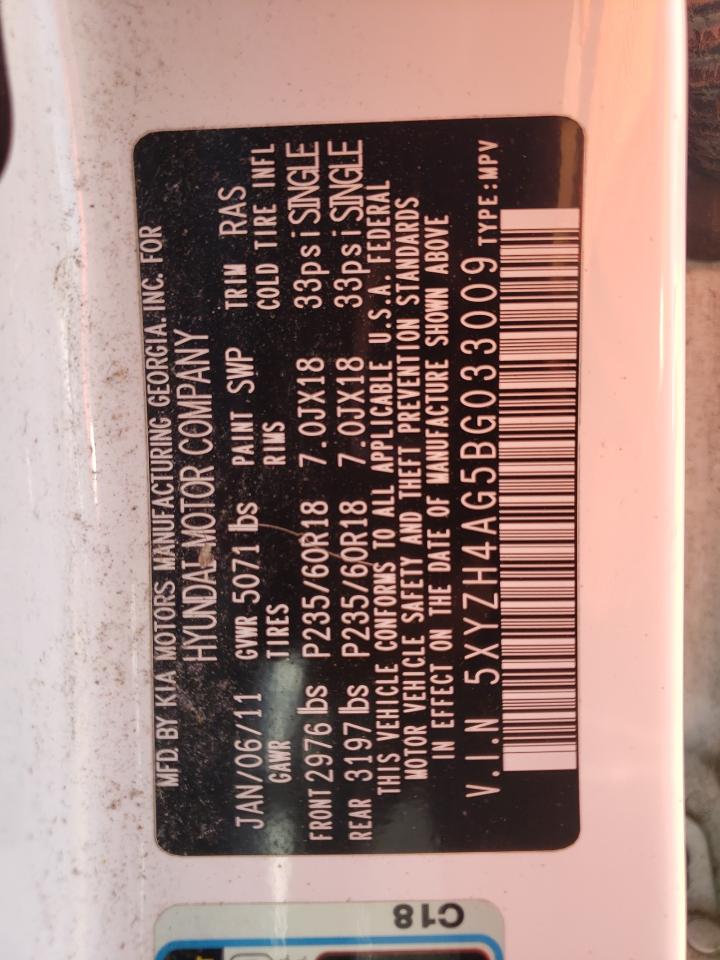 MFD. BY KIA MOTORS MANUFACTURING GEORGIA. INC. FOR
HYUNDAI MOTOR COMPANY
JAN/06/11 GVWR 5071 lbs PAINT SWP TRIM RAS
GAWR TIRES RIMS COLD TIRE INFL
FRONT 2976 lbs P235/60R18 7.0JX18 33psi SINGLE
REAR 3197 lbs P235/60R18 7.0JX18 33psi SINGLE
THIS VEHICLE CONFORMS TO ALL APPLICABLE U.S.A. FEDERAL
MOTOR VEHICLE SAFETY AND THEFT PREVENTION STANDARDS
IN EFFECT ON THE DATE OF MANUFACTURE SHOWN ABOVE
V.I.N 5XYZH4AG5BG033009 TYPE:MPV
C18